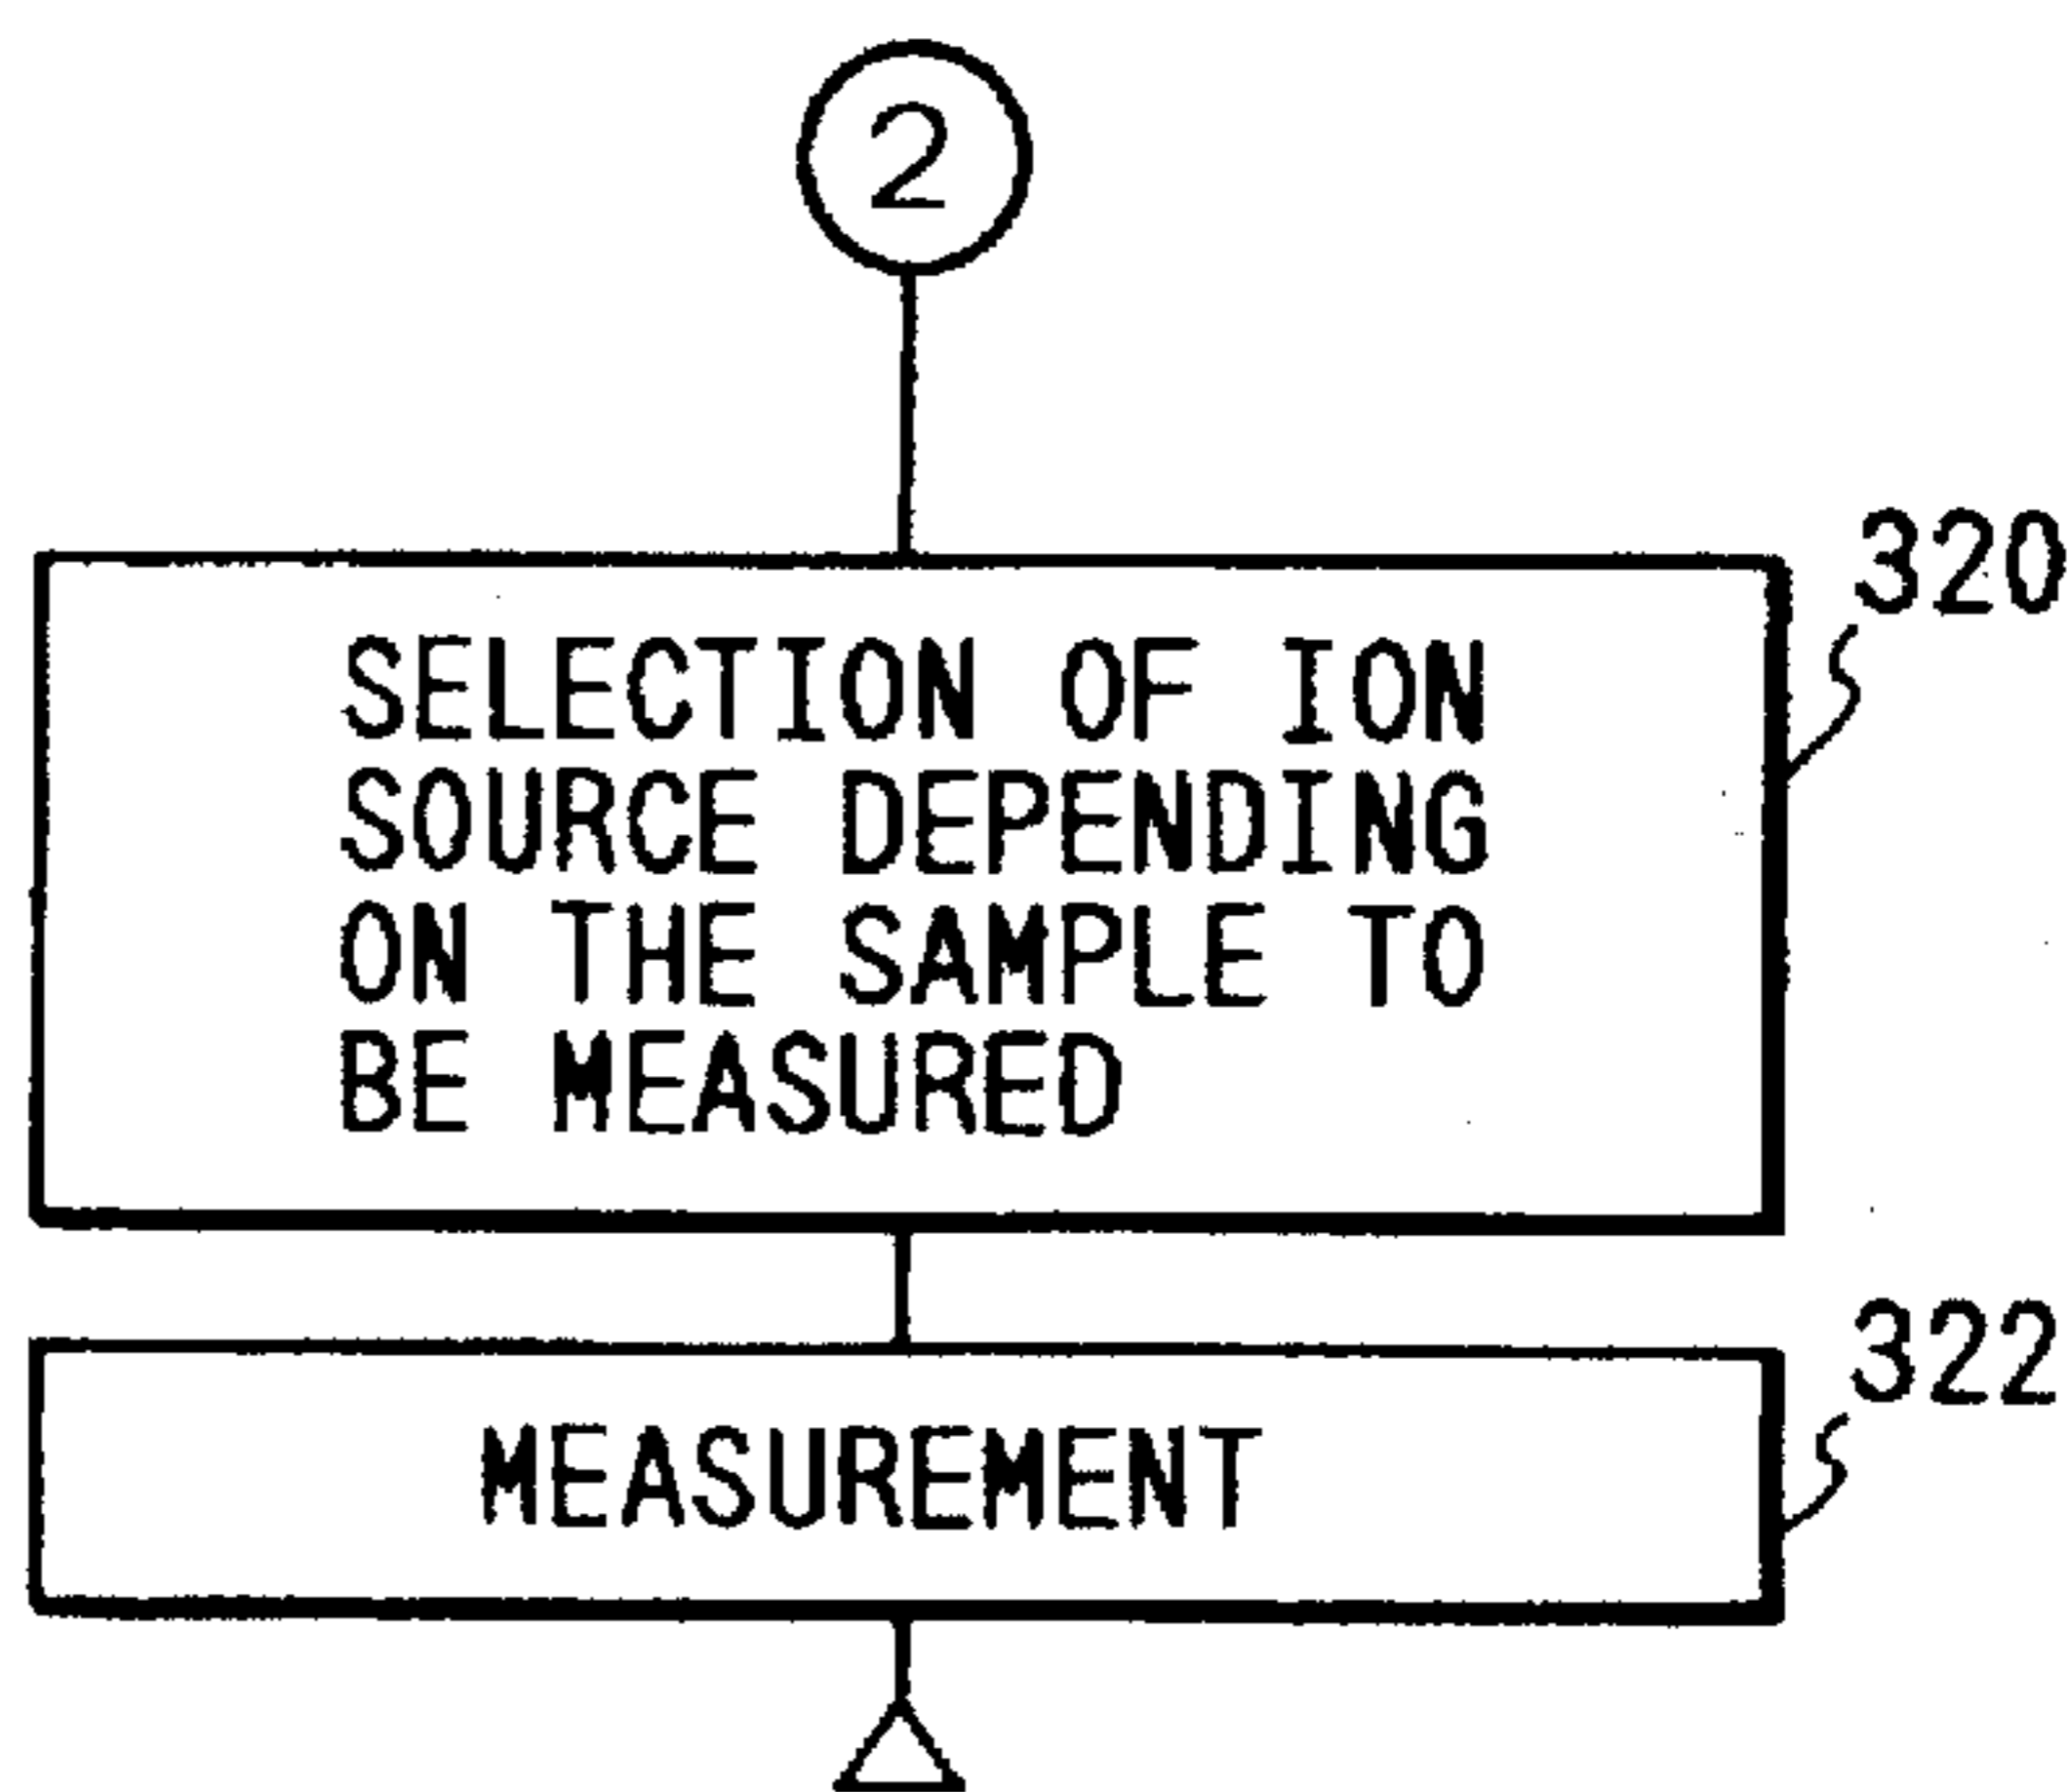 2
320
SELECTION OF ION
SOURCE DEPENDING
ON THE SAMPLE TO
BE MEASURED
322
MEASUREMENT